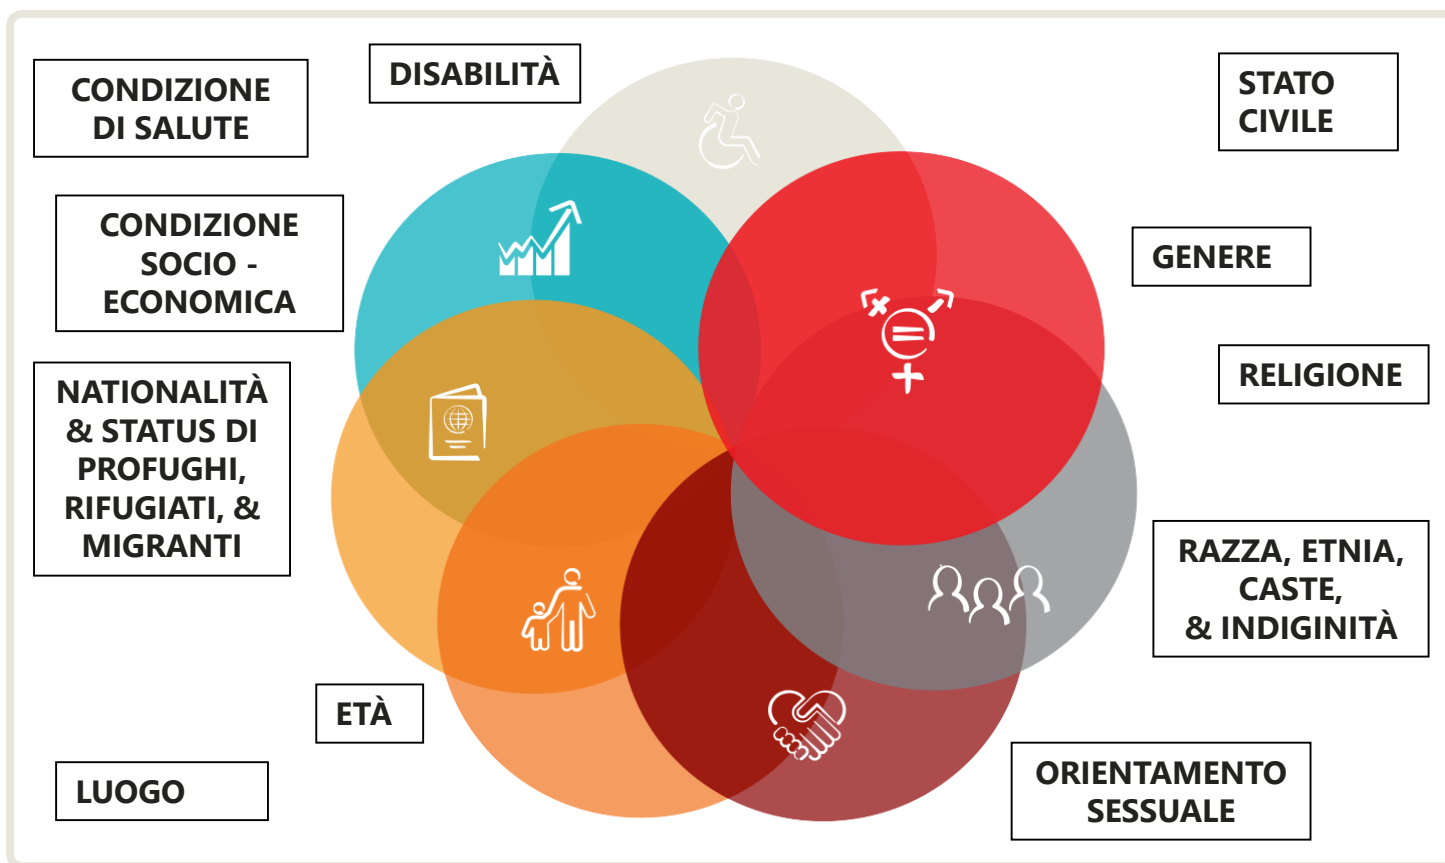 CONDIZIONE
DI SALUTE
DISABILITÀ
STATO
CIVILE
CONDIZIONE
SOCIO -
ECONOMICA
GENERE
NATIONALITÀ
& STATUS DI
PROFUGHI,
RIFUGIATI, &
MIGRANTI
RELIGIONE
RAZZA, ETNIA,
CASTE,
& INDIGINITÀ
ETÀ
LUOGO
ORIENTAMENTO
SESSUALE